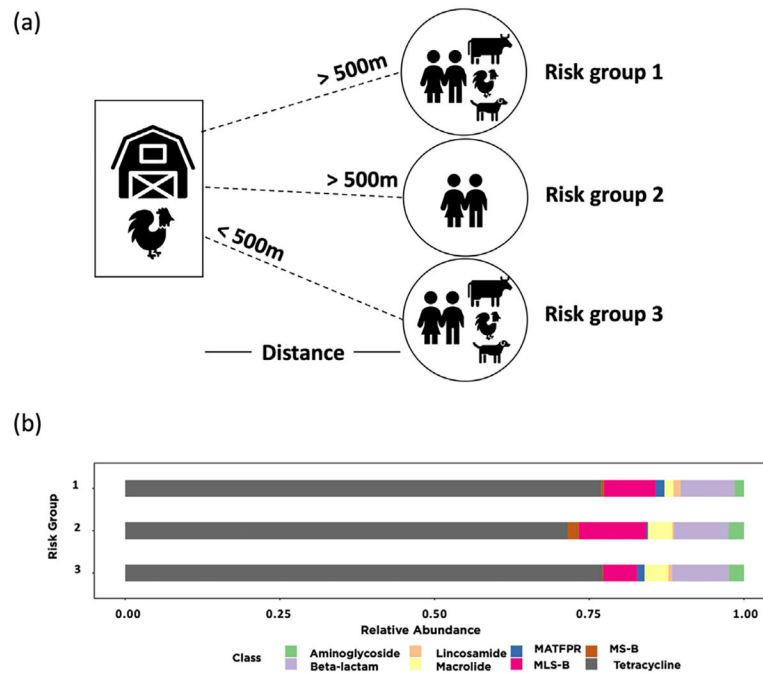 (a)
> 500m
Risk group 1
> 500m
Risk group 2
< 500m
Risk group 3
Distance
(b)
Risk Group
1
2
3
0.00 0.25 0.50 0.75 1.00
Relative Abundance
Class
Aminoglycoside Lincosamide MATFPR MS-B
Beta-lactam Macrolide MLS-B Tetracycline